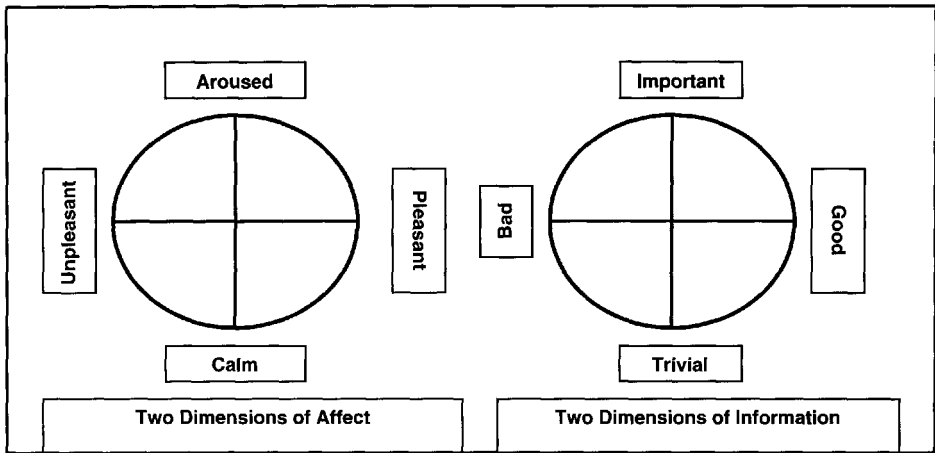 Aroused
Unpleasant
Pleasant
Calm
Two Dimensions of Affect
Important
Bad
Good
Trivial
Two Dimensions of Information